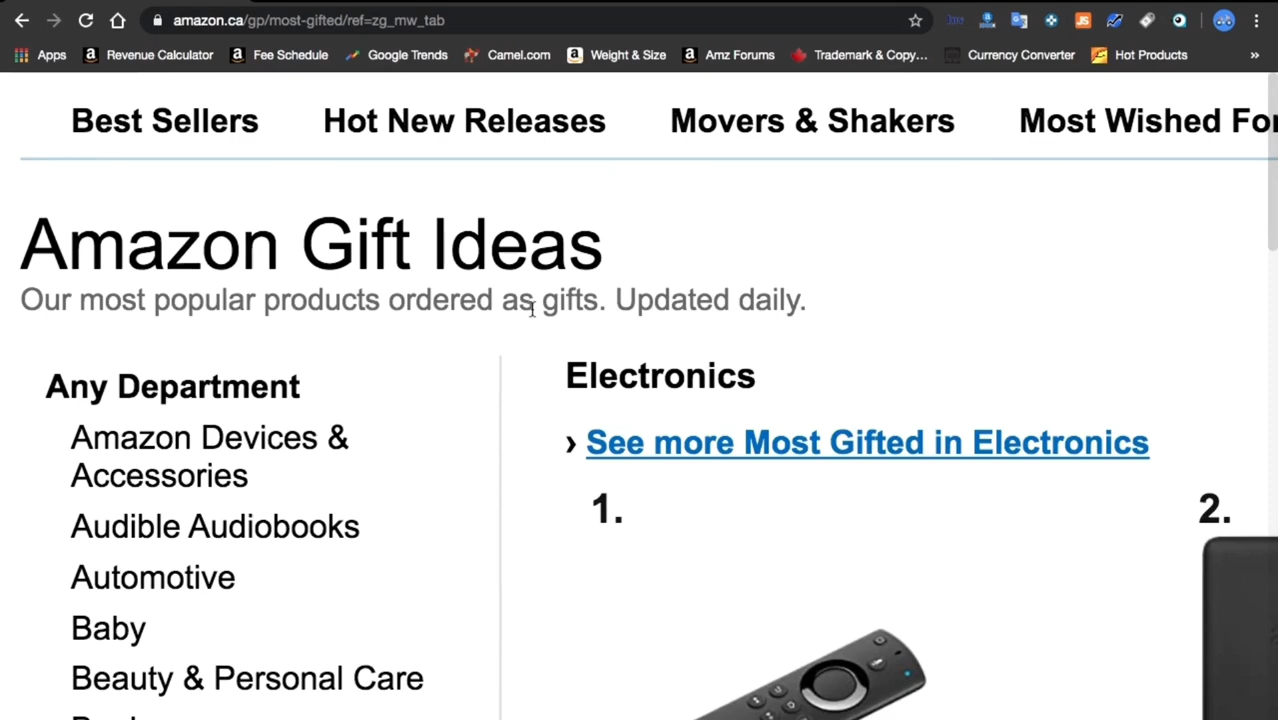 amazon.ca/gp/most-gifted/ref=zg_mw_tab
Apps Revenue Calculator Fee Schedule Google Trends Camel.com Weight & Size Amz Forums Trademark & Copy... Currency Converter Hot Products »
Best Sellers Hot New Releases Movers & Shakers Most Wished For
Amazon Gift Ideas
Our most popular products ordered as gifts. Updated daily.
Any Department
Amazon Devices &
Accessories
Audible Audiobooks
Automotive
Baby
Beauty & Personal Care
Electronics
› See more Most Gifted in Electronics
1. 2.